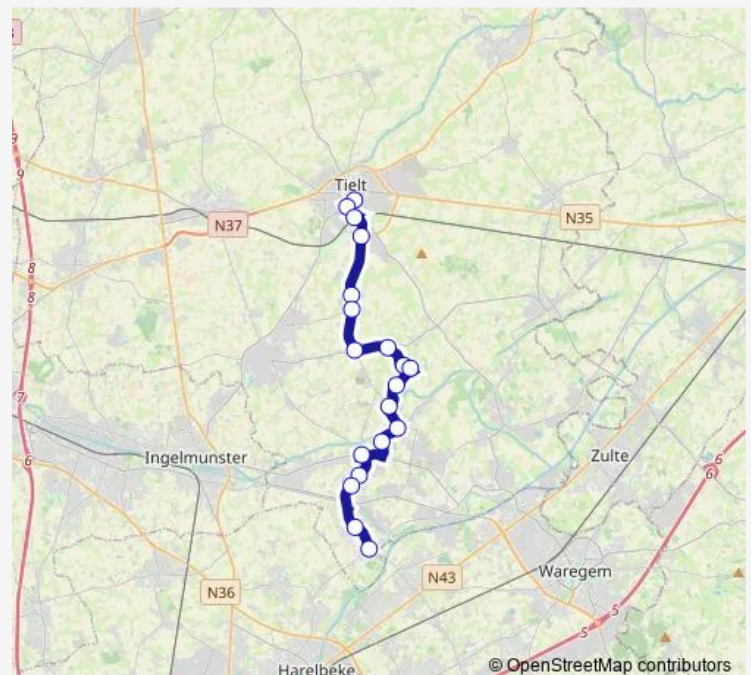 Tielt
N37
N35
9
9
8
8
7
6
Ingelmunster
Zulte
6
6
N43
Waregem
N36
5
5
Harelbeke
© OpenStreetMap contributors